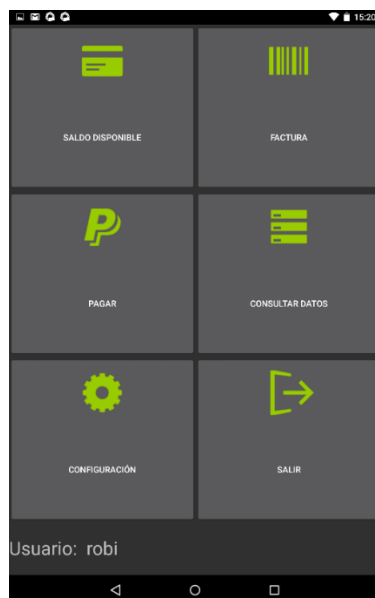 15:20
SALDO DISPONIBLE
FACTURA
PAGAR
CONSULTAR DATOS
CONFIGURACIÓN
SALIR
Usuario: robi